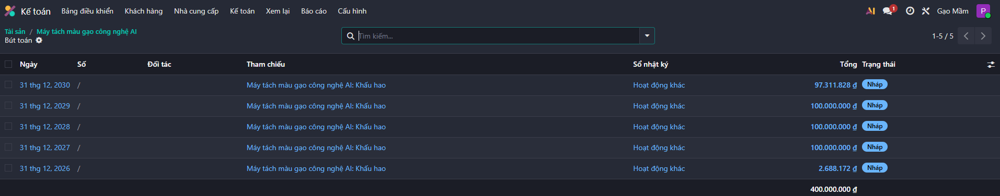 Kế toán Bảng điều khiển Khách hàng Nhà cung cấp Kế toán Xem lại Báo cáo Cấu hình AI 1 Gạo Mầm P
Tài sản / Máy tách màu gạo công nghệ AI
Bút toán
Tìm kiếm...
1-5 / 5
Ngày Số Đối tác Tham chiếu Sổ nhật ký Tổng Trạng thái
31 thg 12, 2030 / Máy tách màu gạo công nghệ AI: Khấu hao Hoạt động khác 97.311.828 ₫ Nháp
31 thg 12, 2029 / Máy tách màu gạo công nghệ AI: Khấu hao Hoạt động khác 100.000.000 ₫ Nháp
31 thg 12, 2028 / Máy tách màu gạo công nghệ AI: Khấu hao Hoạt động khác 100.000.000 ₫ Nháp
31 thg 12, 2027 / Máy tách màu gạo công nghệ AI: Khấu hao Hoạt động khác 100.000.000 ₫ Nháp
31 thg 12, 2026 / Máy tách màu gạo công nghệ AI: Khấu hao Hoạt động khác 2.688.172 ₫ Nháp
400.000.000 ₫